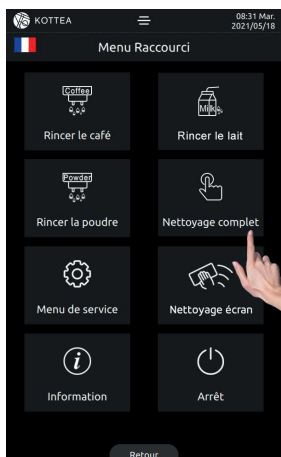 KOTTEA
08:31 Mar.
2021/05/18
Menu Raccourci
Coffee
Milk
Rincer le café
Rincer le lait
Powder
Rincer la poudre
Nettoyage complet
Menu de service
Nettoyage écran
i
Information
Arrêt
Retour